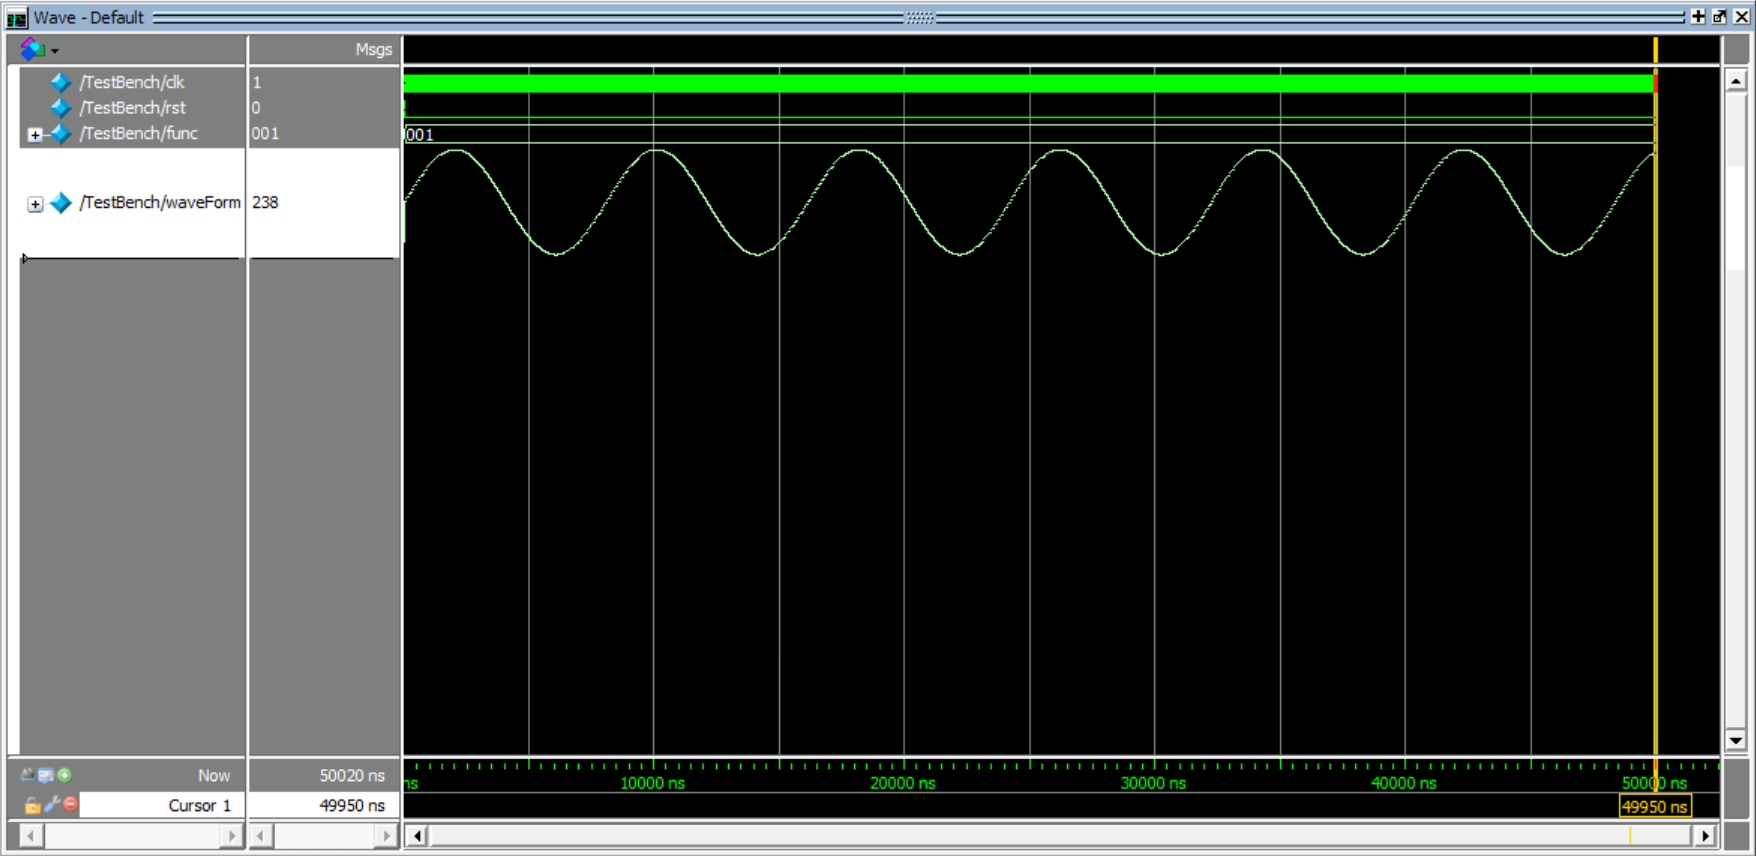 Wave - Default
Msgs
/TestBench/clk 1
/TestBench/rst 0
/TestBench/func 001 001
/TestBench/waveForm 238
Now 50020 ns ns 10000 ns 20000 ns 30000 ns 40000 ns 50000 ns
Cursor 1 49950 ns 49950 ns